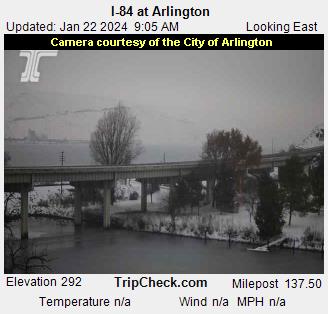 I-84 at Arlington
Updated: Jan 22 2024 9:05 AM Looking East
Camera courtesy of the City of Arlington
Elevation 292 TripCheck.com Milepost 137.50
Temperature n/a Wind n/a MPH n/a